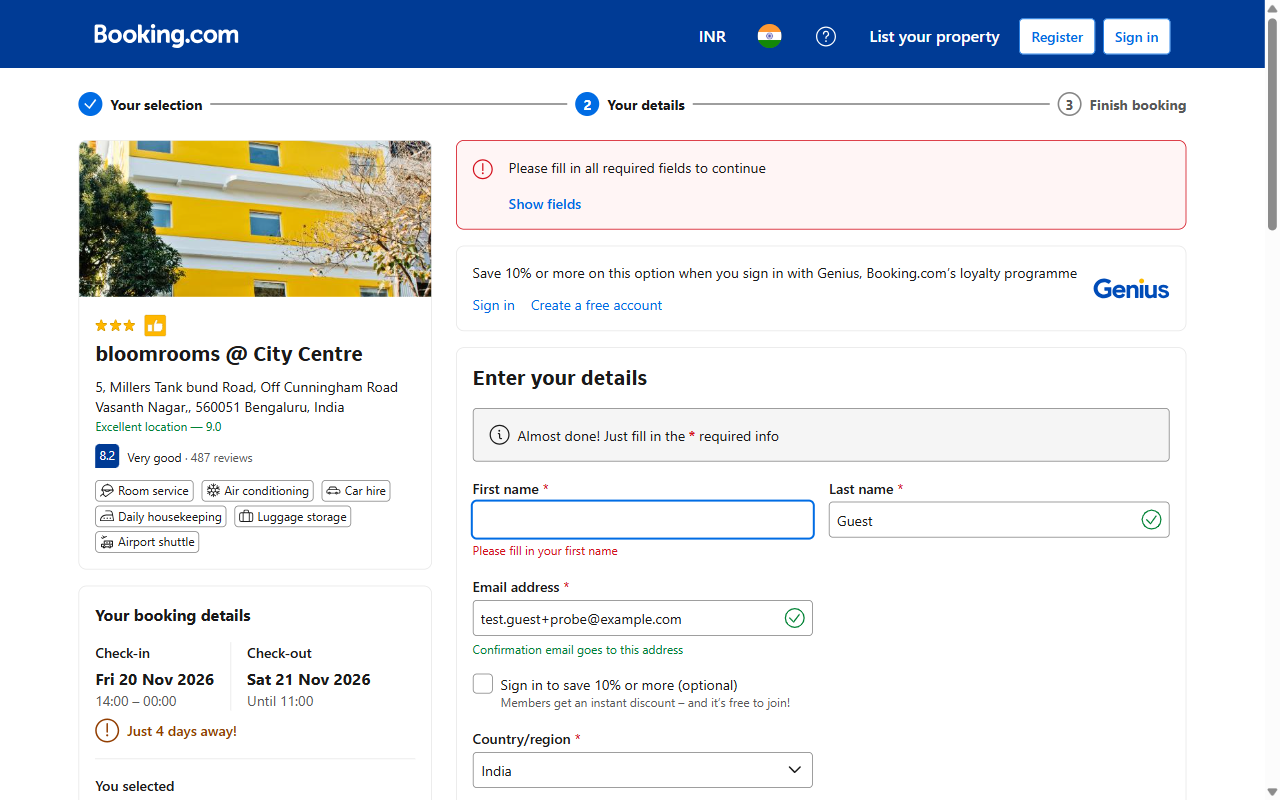 Booking.com
INR
List your property
Register
Sign in
Your selection
2 Your details
3 Finish booking
bloomrooms @ City Centre
5, Millers Tank bund Road, Off Cunningham Road
Vasanth Nagar,, 560051 Bengaluru, India
Excellent location — 9.0
8.2 Very good · 487 reviews
Room service Air conditioning Car hire
Daily housekeeping Luggage storage
Airport shuttle
Your booking details
Check-in
Fri 20 Nov 2026
14:00 – 00:00
Check-out
Sat 21 Nov 2026
Until 11:00
Just 4 days away!
You selected
Please fill in all required fields to continue
Show fields
Save 10% or more on this option when you sign in with Genius, Booking.com’s loyalty programme
Genius
Sign in Create a free account
Enter your details
Almost done! Just fill in the * required info
First name *
Please fill in your first name
Last name *
Guest
Email address *
test.guest+probe@example.com
Confirmation email goes to this address
Sign in to save 10% or more (optional)
Members get an instant discount – and it’s free to join!
Country/region *
India